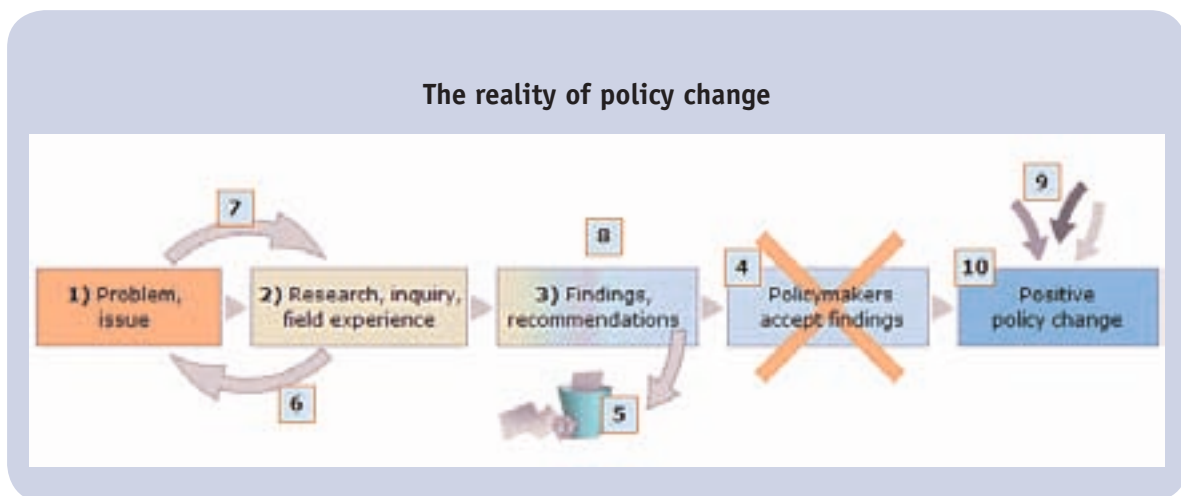 The reality of policy change
7
9
8
1) Problem,
issue
2) Research, inquiry,
field experience
3) Findings,
recommendations
4
Policymakers
accept findings
10
Positive
policy change
6
5